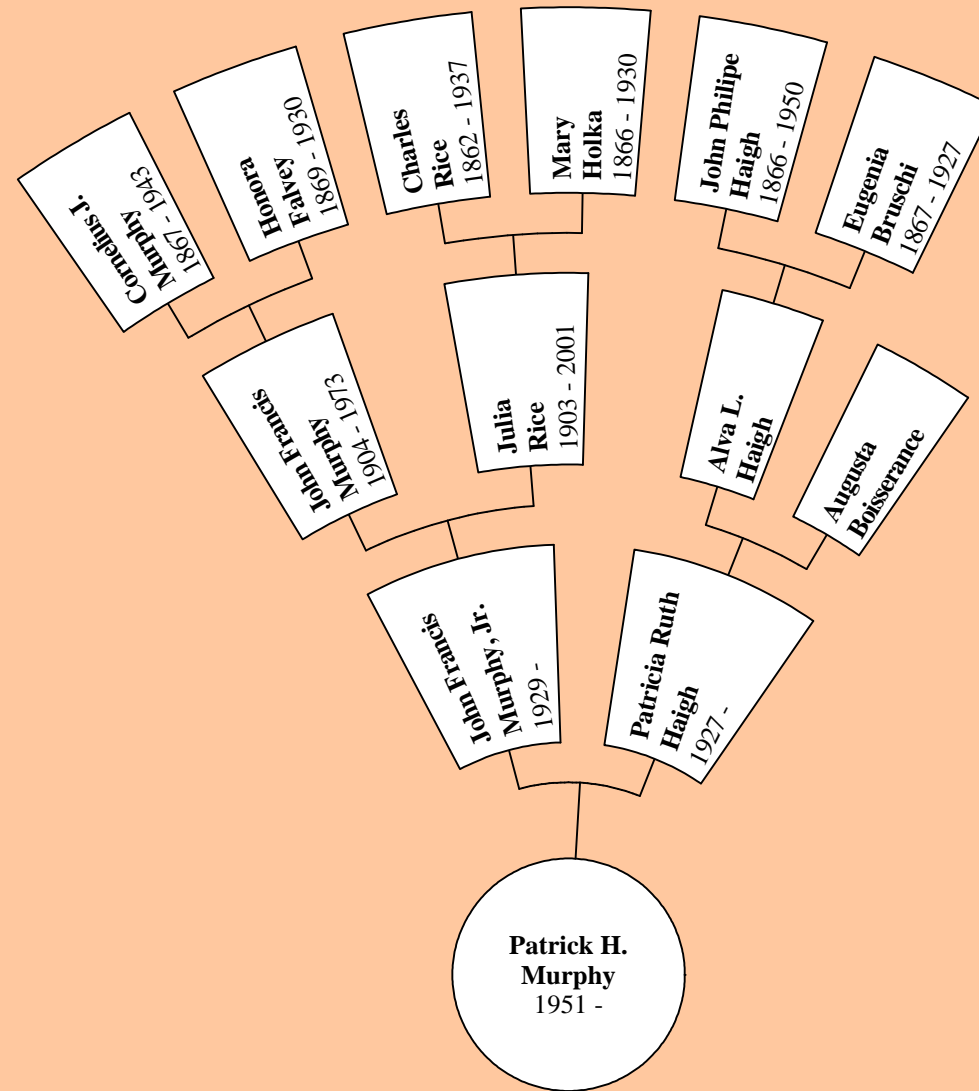 Cornelius J.
Murphy
1867 - 1943
Honora
Falvey
1869 - 1930
Charles
Rice
1862 - 1937
Mary
Holka
1866 - 1930
John Philipe
Haigh
1866 - 1950
Eugenia
Bruschi
1867 - 1927
John Francis
Murphy
1904 - 1973
Julia
Rice
1903 - 2001
Alva L.
Haigh
Augusta
Boisserance
John Francis
Murphy, Jr.
1929 -
Patricia Ruth
Haigh
1927 -
Patrick H.
Murphy
1951 -